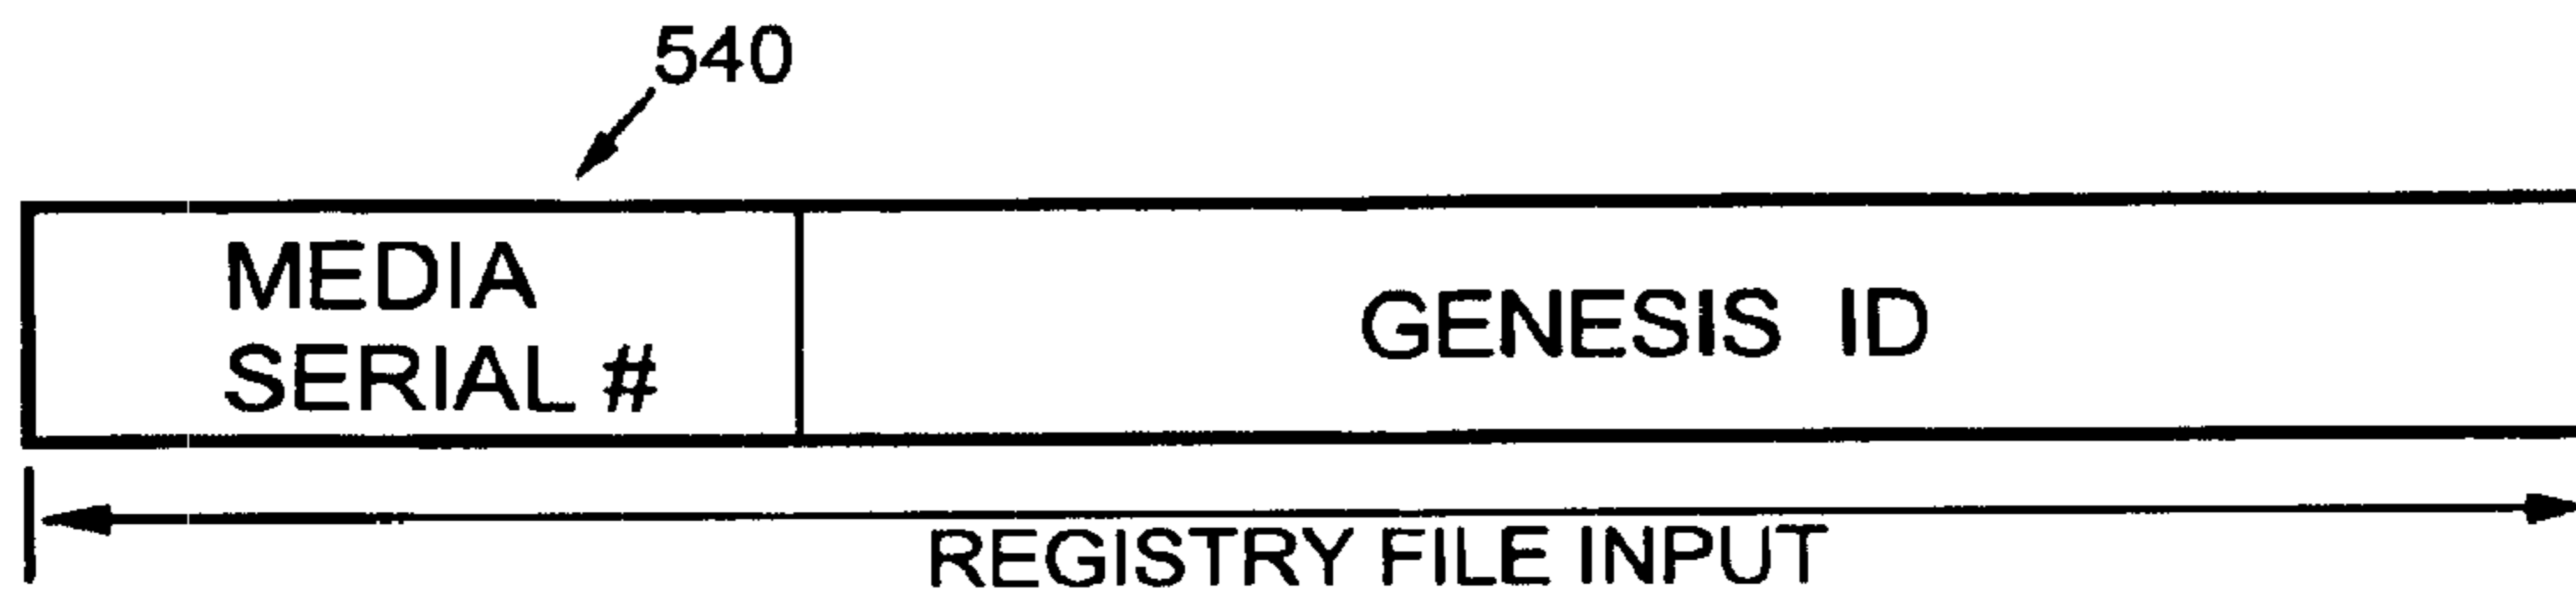 540
MEDIA
SERIAL #
GENESIS ID
REGISTRY FILE INPUT